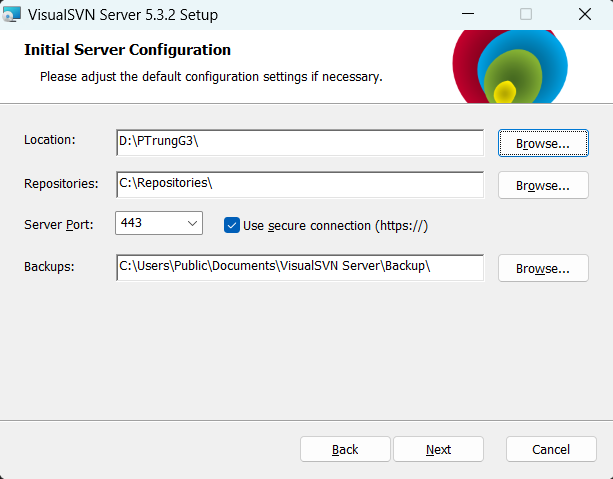 VisualSVN Server 5.3.2 Setup
Initial Server Configuration
Please adjust the default configuration settings if necessary.
Location: D:\PTrungG3\ Browse...
Repositories: C:\Repositories\ Browse...
Server Port: 443 Use secure connection (https://)
Backups: C:\Users\Public\Documents\VisualSVN Server\Backup\ Browse...
Back Next Cancel